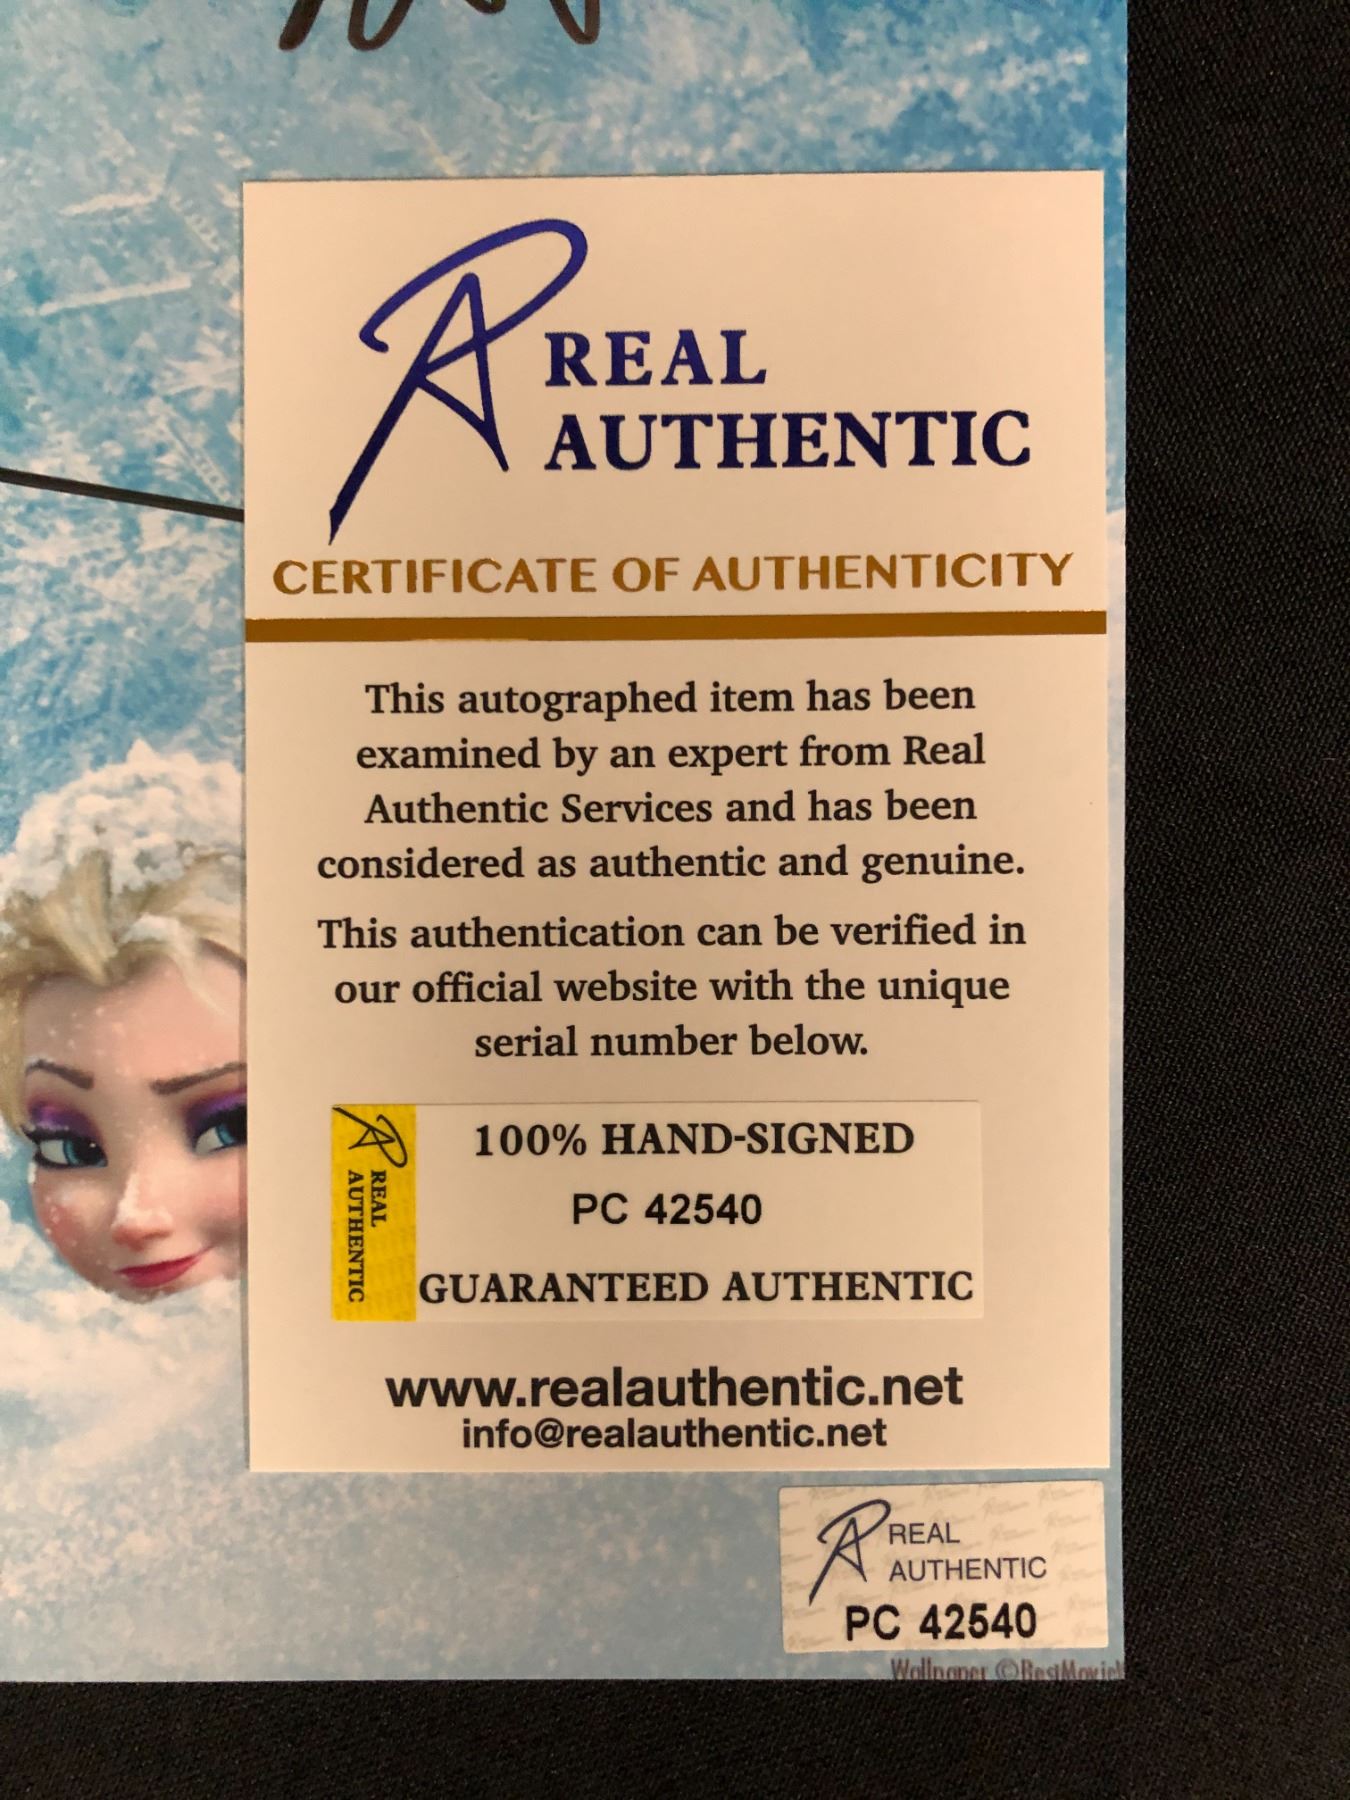 REAL
AUTHENTIC
CERTIFICATE OF AUTHENTICITY
This autographed item has been
examined by an expert from Real
Authentic Services and has been
considered as authentic and genuine.
This authentication can be verified in
our official website with the unique
serial number below.
REAL
AUTHENTIC
100% HAND-SIGNED
PC 42540
GUARANTEED AUTHENTIC
www.realauthentic.net
info@realauthentic.net
REAL
AUTHENTIC
PC 42540
Wallpaper ©BestMovie